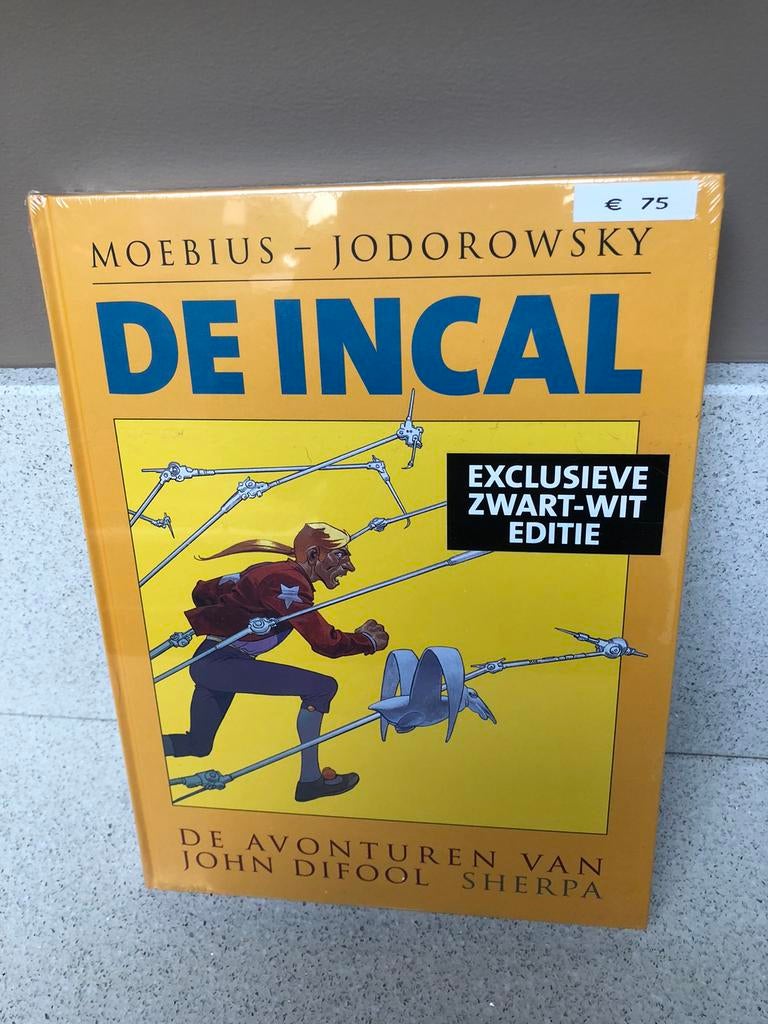 € 75
MOEBIUS – JODOROWSKY
DE INCAL
EXCLUSIEVE
ZWART-WIT
EDITIE
DE AVONTUREN VAN
JOHN DIFOOL SHERPA